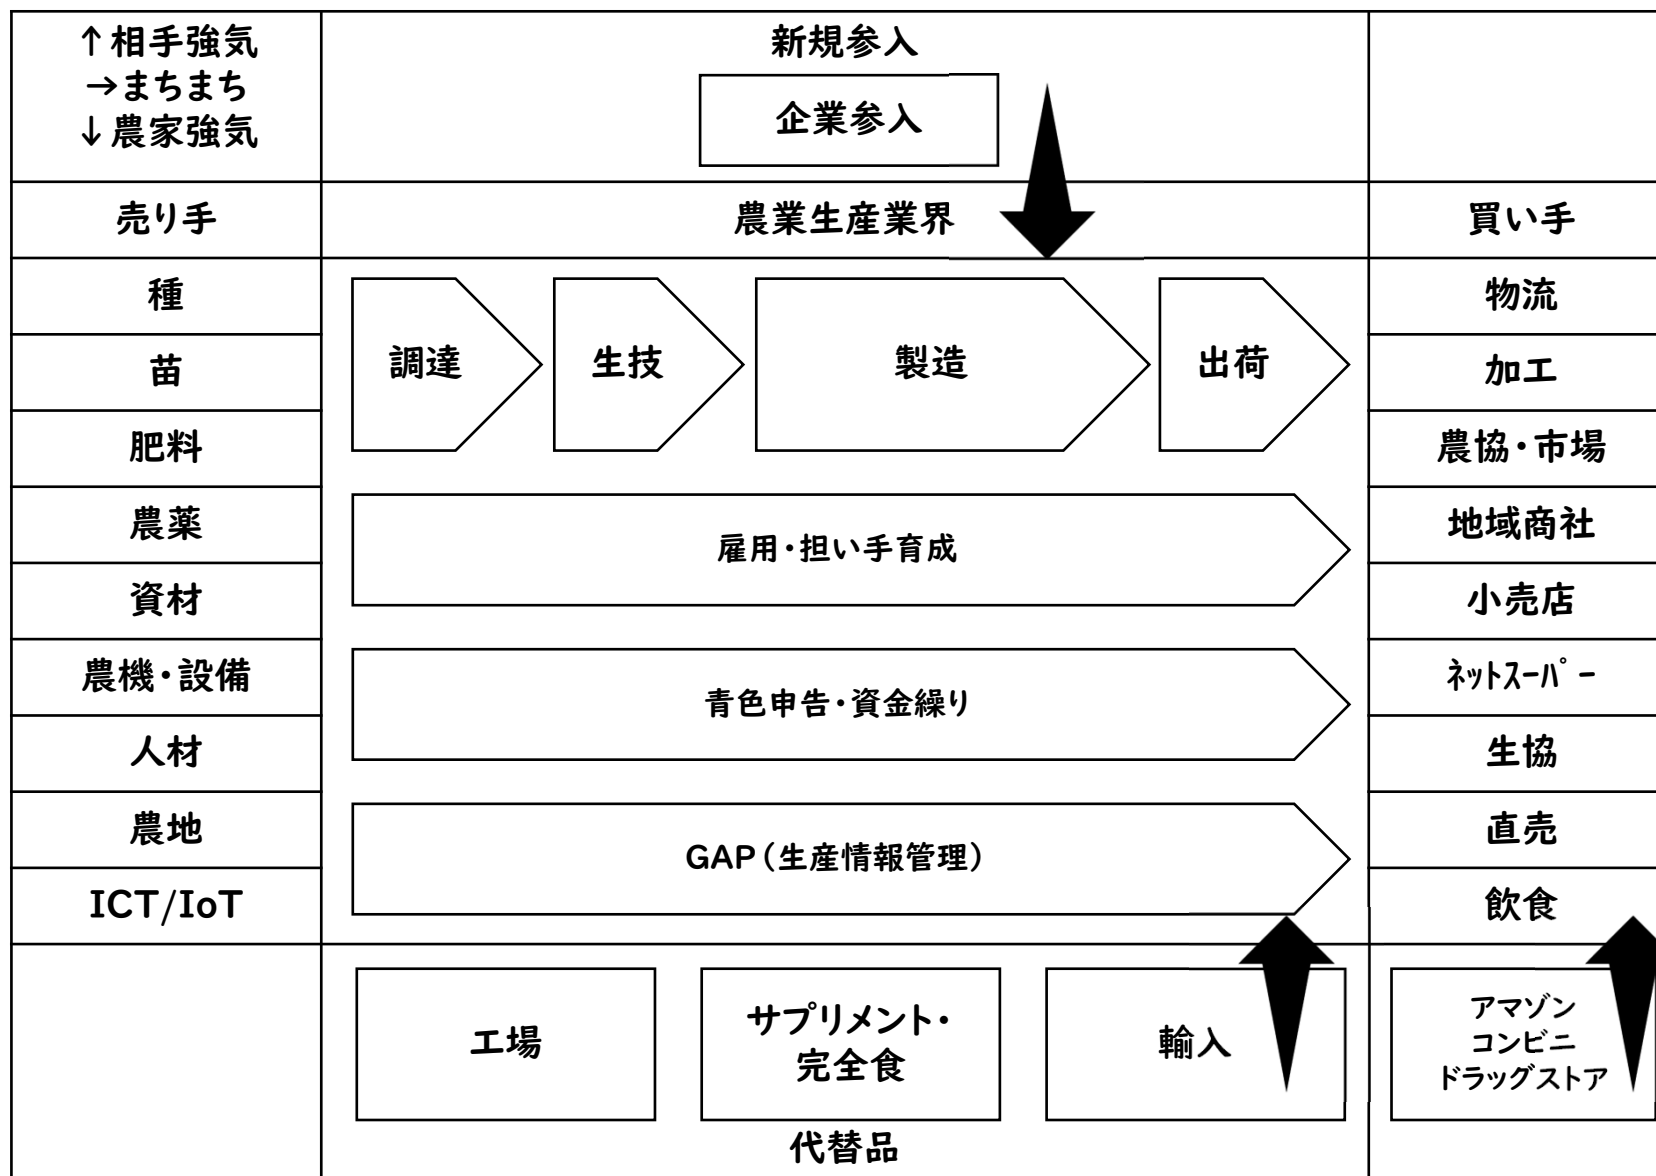 ↑相手強気
→まちまち
↓農家強気
新規参入
企業参入
売り手
農業生産業界
買い手
種
苗
肥料
農薬
資材
農機・設備
人材
農地
ICT/IoT
調達
生技
製造
出荷
雇用・担い手育成
青色申告・資金繰り
GAP(生産情報管理)
物流
加工
農協・市場
地域商社
小売店
ﾈｯﾄｽｰﾊﾟｰ
生協
直売
飲食
工場
サプリメント・
完全食
輸入
アマゾン
コンビニ
ドラッグストア
代替品